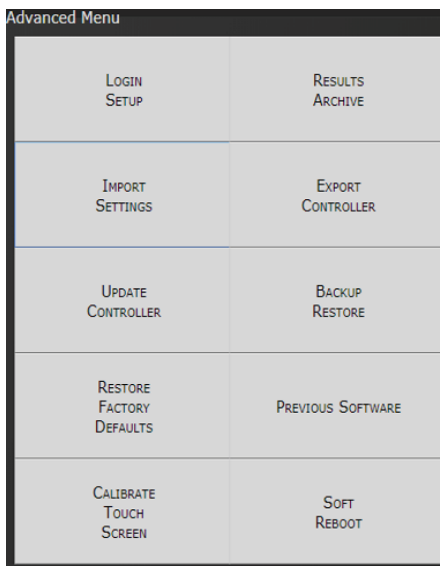 Advanced Menu
LOGIN
SETUP
RESULTS
ARCHIVE
IMPORT
SETTINGS
EXPORT
CONTROLLER
UPDATE
CONTROLLER
BACKUP
RESTORE
RESTORE
FACTORY
DEFAULTS
PREVIOUS SOFTWARE
CALIBRATE
TOUCH
SCREEN
SOFT
REBOOT